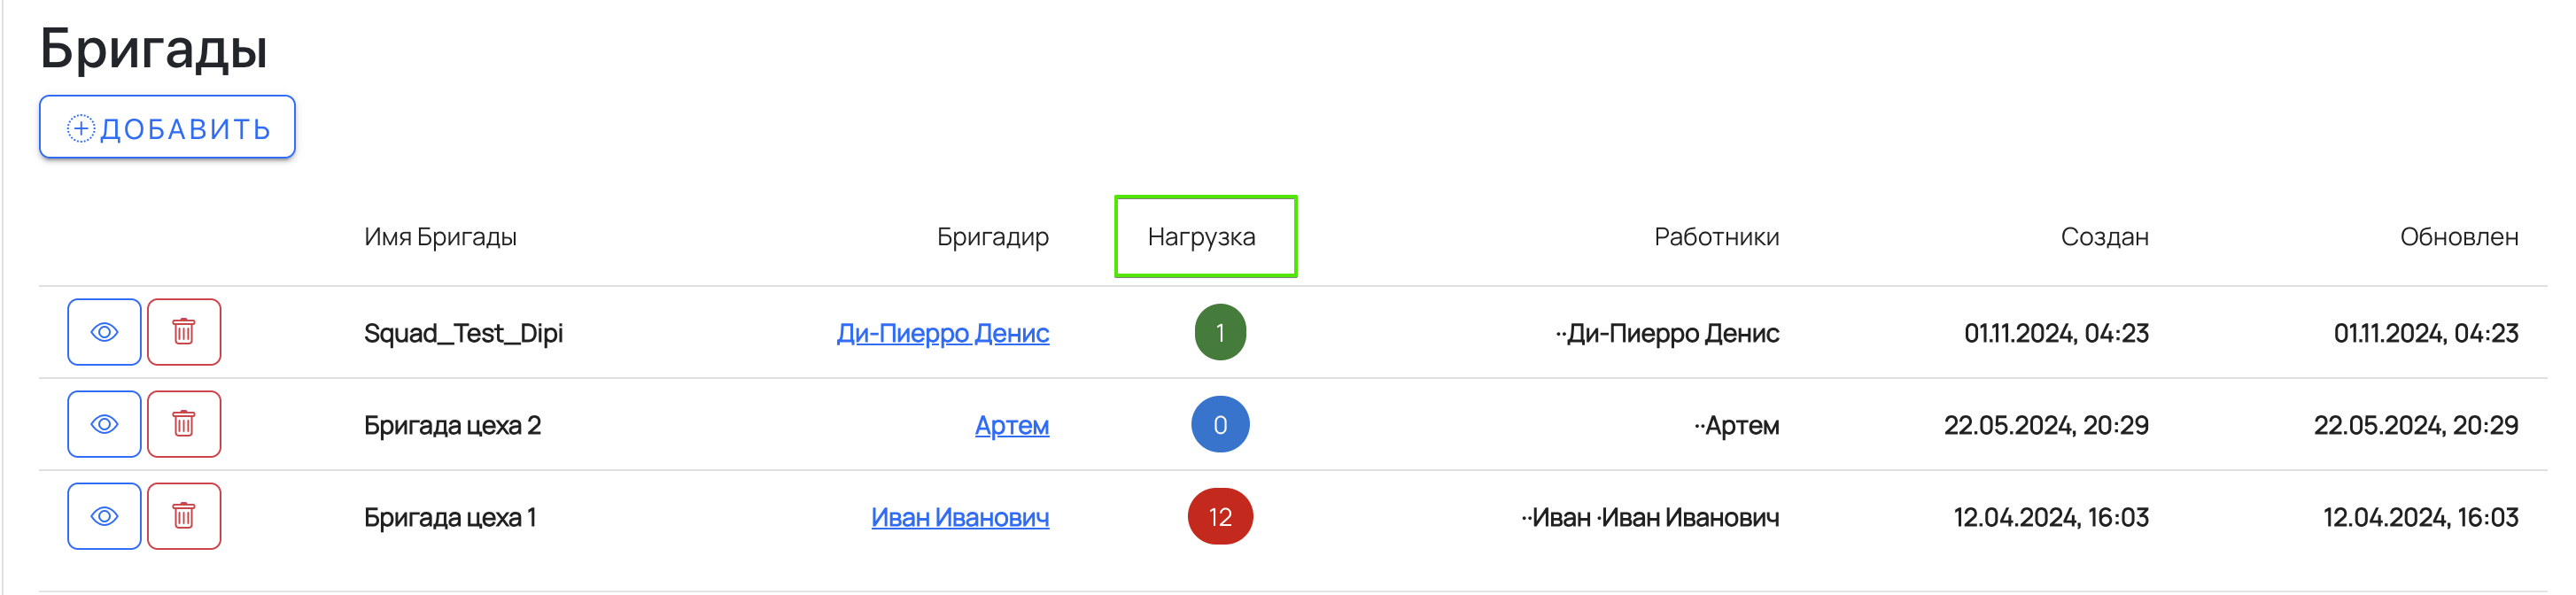 Бригады
ДОБАВИТЬ
Имя Бригады Бригадир Нагрузка Работники Создан Обновлен
Squad_Test_Dipi Ди-Пиерро Денис 1 ··Ди-Пиерро Денис 01.11.2024, 04:23 01.11.2024, 04:23
Бригада цеха 2 Артем 0 ··Артем 22.05.2024, 20:29 22.05.2024, 20:29
Бригада цеха 1 Иван Иванович 12 ··Иван ·Иван Иванович 12.04.2024, 16:03 12.04.2024, 16:03